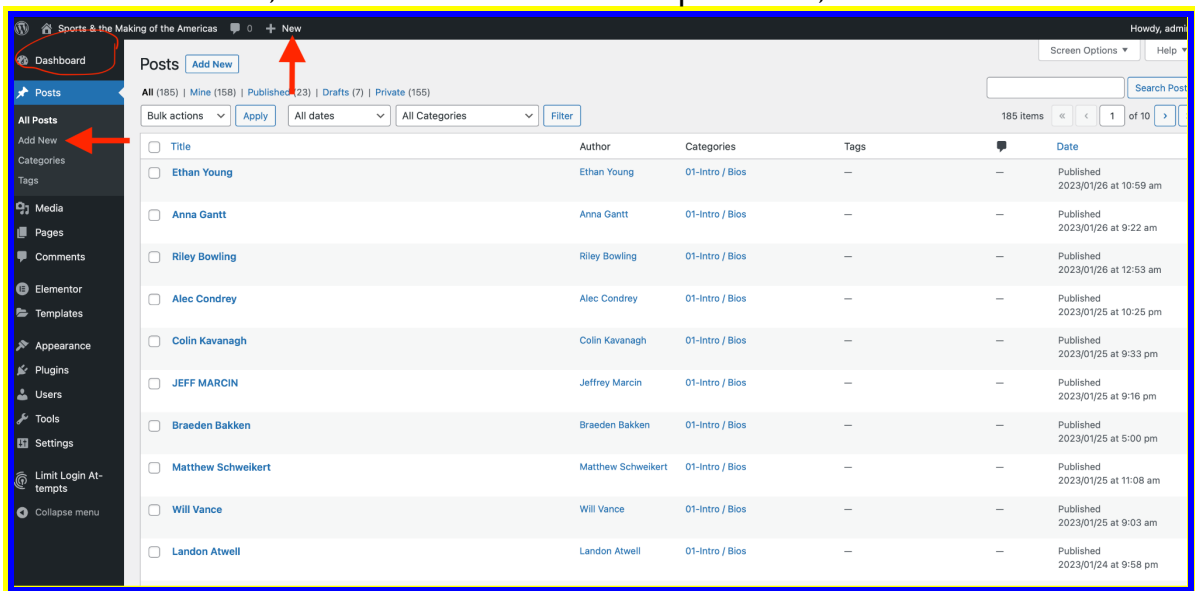 Sports & the Making of the Americas 0 + New Howdy, admi
Dashboard
Posts
All Posts
Add New
Categories
Tags
Media
Pages
Comments
Elementor
Templates
Appearance
Plugins
Users
Tools
Settings
Limit Login At-
tempts
Collapse menu
Screen Options ▼ Help ▼
Posts Add New
All (185) | Mine (158) | Published (23) | Drafts (7) | Private (155)
Search Post
Bulk actions Apply All dates All Categories Filter 185 items « ‹ 1 of 10 ›
Title Author Categories Tags Date
Ethan Young Ethan Young 01-Intro / Bios — — Published
2023/01/26 at 10:59 am
Anna Gantt Anna Gantt 01-Intro / Bios — — Published
2023/01/26 at 9:22 am
Riley Bowling Riley Bowling 01-Intro / Bios — — Published
2023/01/26 at 12:53 am
Alec Condrey Alec Condrey 01-Intro / Bios — — Published
2023/01/25 at 10:25 pm
Colin Kavanagh Colin Kavanagh 01-Intro / Bios — — Published
2023/01/25 at 9:33 pm
JEFF MARCIN Jeffrey Marcin 01-Intro / Bios — — Published
2023/01/25 at 9:16 pm
Braeden Bakken Braeden Bakken 01-Intro / Bios — — Published
2023/01/25 at 5:00 pm
Matthew Schweikert Matthew Schweikert 01-Intro / Bios — — Published
2023/01/25 at 11:08 am
Will Vance Will Vance 01-Intro / Bios — — Published
2023/01/25 at 9:03 am
Landon Atwell Landon Atwell 01-Intro / Bios — — Published
2023/01/24 at 9:58 pm